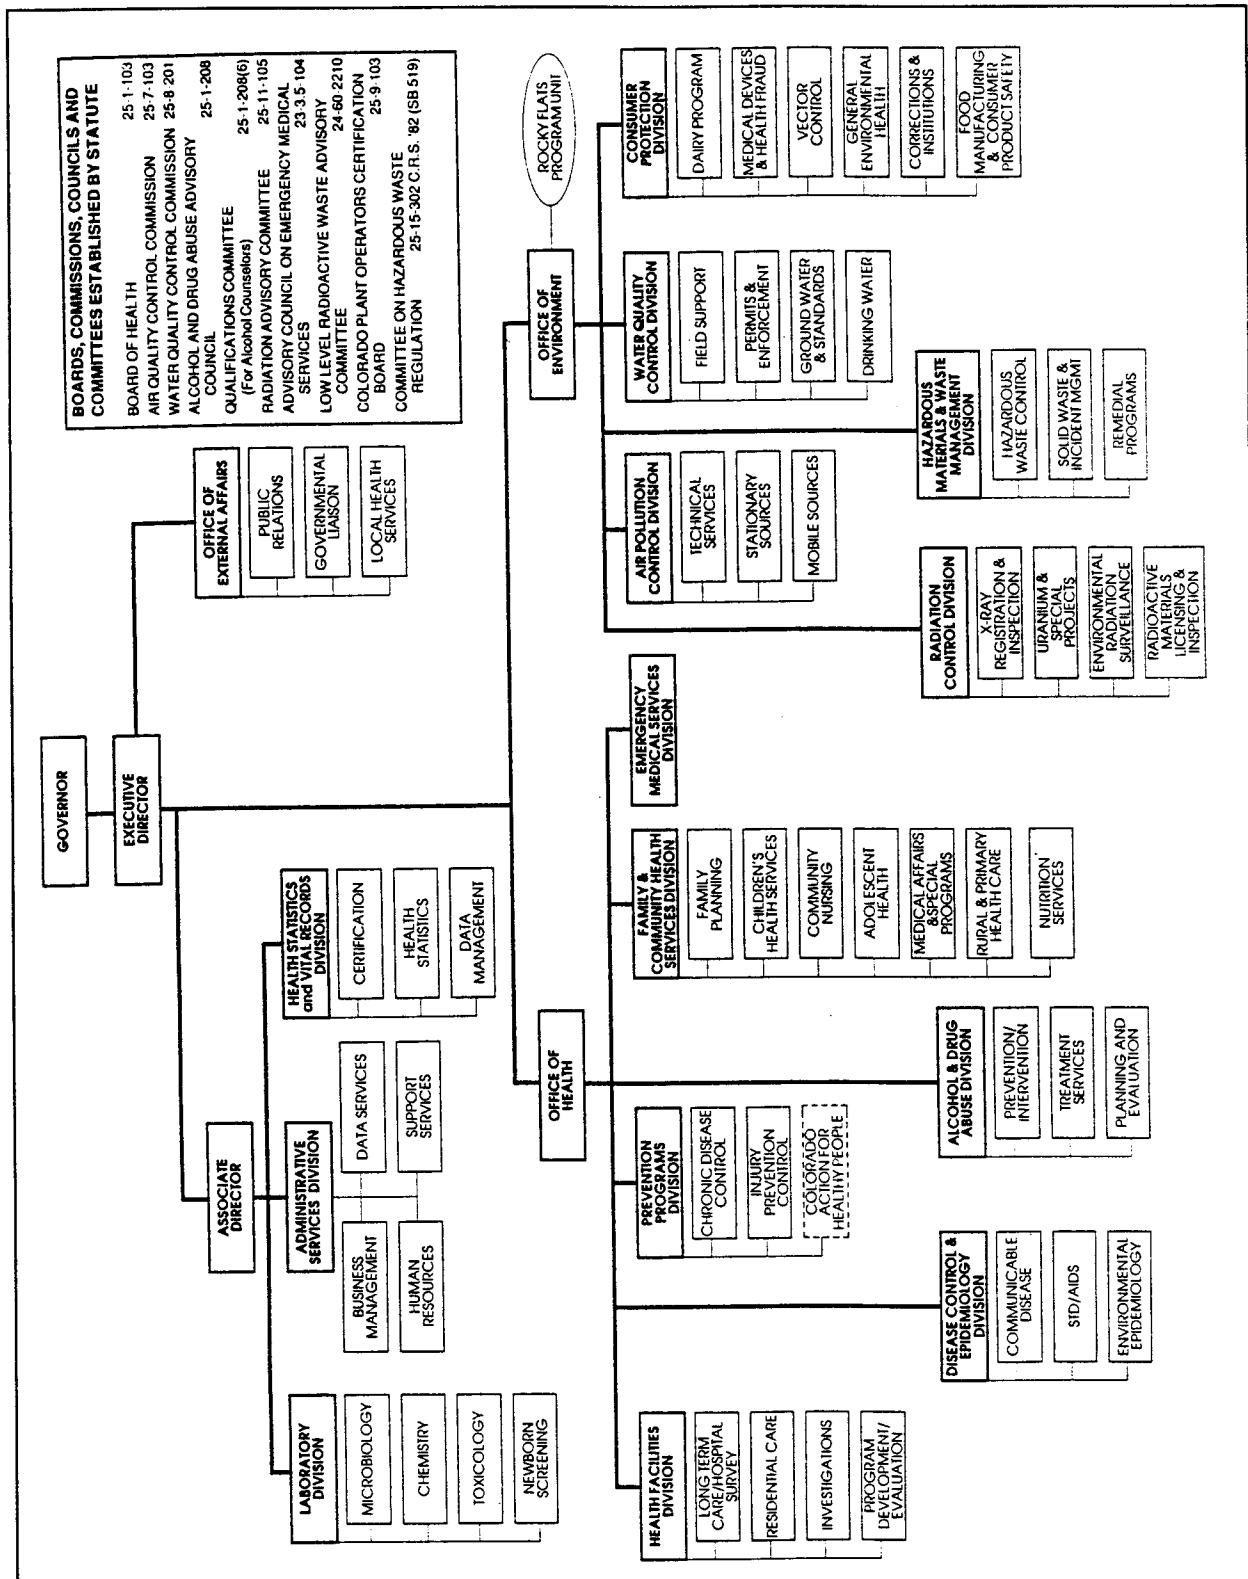 GOVERNOR
EXECUTIVE
DIRECTOR
BOARDS, COMMISSIONS, COUNCILS AND
COMMITTEES ESTABLISHED BY STATUTE
BOARD OF HEALTH 25-1-103
AIR QUALITY CONTROL COMMISSION 25-7-103
WATER QUALITY CONTROL COMMISSION 25-8-201
ALCOHOL AND DRUG ABUSE ADVISORY
COUNCIL 25-1-208
QUALIFICATIONS COMMITTEE
(For Alcohol Counselors) 25-1-208(6)
RADIATION ADVISORY COMMITTEE 25-11-105
ADVISORY COUNCIL ON EMERGENCY MEDICAL
SERVICES 23-3.5-104
LOW LEVEL RADIOACTIVE WASTE ADVISORY
COMMITTEE 24-60-2210
COLORADO PLANT OPERATORS CERTIFICATION
BOARD 25-9-103
COMMITTEE ON HAZARDOUS WASTE
REGULATION 25-15-302 C.R.S. '82 (SB 519)
OFFICE OF
EXTERNAL AFFAIRS
PUBLIC
RELATIONS
GOVERNMENTAL
LIAISON
LOCAL HEALTH
SERVICES
ASSOCIATE
DIRECTOR
LABORATORY
DIVISION
MICROBIOLOGY
CHEMISTRY
TOXICOLOGY
NEWBORN
SCREENING
ADMINISTRATIVE
SERVICES DIVISION
BUSINESS
MANAGEMENT
DATA SERVICES
HUMAN
RESOURCES
SUPPORT
SERVICES
HEALTH STATISTICS
and VITAL RECORDS
DIVISION
CERTIFICATION
HEALTH
STATISTICS
DATA
MANAGEMENT
OFFICE OF
HEALTH
HEALTH FACILITIES
DIVISION
LONG TERM
CARE/HOSPITAL
SURVEY
RESIDENTIAL CARE
INVESTIGATIONS
PROGRAM
DEVELOPMENT/
EVALUATION
DISEASE CONTROL &
EPIDEMIOLOGY
DIVISION
COMMUNICABLE
DISEASE
STD/AIDS
ENVIRONMENTAL
EPIDEMIOLOGY
PREVENTION
PROGRAMS
DIVISION
CHRONIC DISEASE
CONTROL
INJURY
PREVENTION
CONTROL
COLORADO
ACTION FOR
HEALTHY PEOPLE
ALCOHOL & DRUG
ABUSE DIVISION
PREVENTION/
INTERVENTION
TREATMENT
SERVICES
PLANNING AND
EVALUATION
FAMILY &
COMMUNITY HEALTH
SERVICES DIVISION
FAMILY
PLANNING
CHILDREN'S
HEALTH SERVICES
COMMUNITY
NURSING
ADOLESCENT
HEALTH
MEDICAL AFFAIRS
&SPECIAL
PROGRAMS
RURAL & PRIMARY
HEALTH CARE
NUTRITION'
SERVICES
EMERGENCY
MEDICAL SERVICES
DIVISION
OFFICE OF
ENVIRONMENT
ROCKY FLATS
PROGRAM UNIT
RADIATION
CONTROL DIVISION
X-RAY
REGISTRATION &
INSPECTION
URANIUM &
SPECIAL
PROJECTS
ENVIRONMENTAL
RADIATION
SURVEILLANCE
RADIOACTIVE
MATERIALS
LICENSING &
INSPECTION
AIR POLLUTION
CONTROL DIVISION
TECHNICAL
SERVICES
STATIONARY
SOURCES
MOBILE SOURCES
HAZARDOUS
MATERIALS & WASTE
MANAGEMENT
DIVISION
HAZARDOUS
WASTE CONTROL
SOLID WASTE &
INCIDENT MGMT
REMEDIAL
PROGRAMS
WATER QUALITY
CONTROL DIVISION
FIELD SUPPORT
PERMITS &
ENFORCEMENT
GROUND WATER
& STANDARDS
DRINKING WATER
CONSUMER
PROTECTION
DIVISION
DAIRY PROGRAM
MEDICAL DEVICES
& HEALTH FRAUD
VECTOR
CONTROL
GENERAL
ENVIRONMENTAL
HEALTH
CORRECTIONS &
INSTITUTIONS
FOOD
MANUFACTURING
& CONSUMER
PRODUCT SAFETY